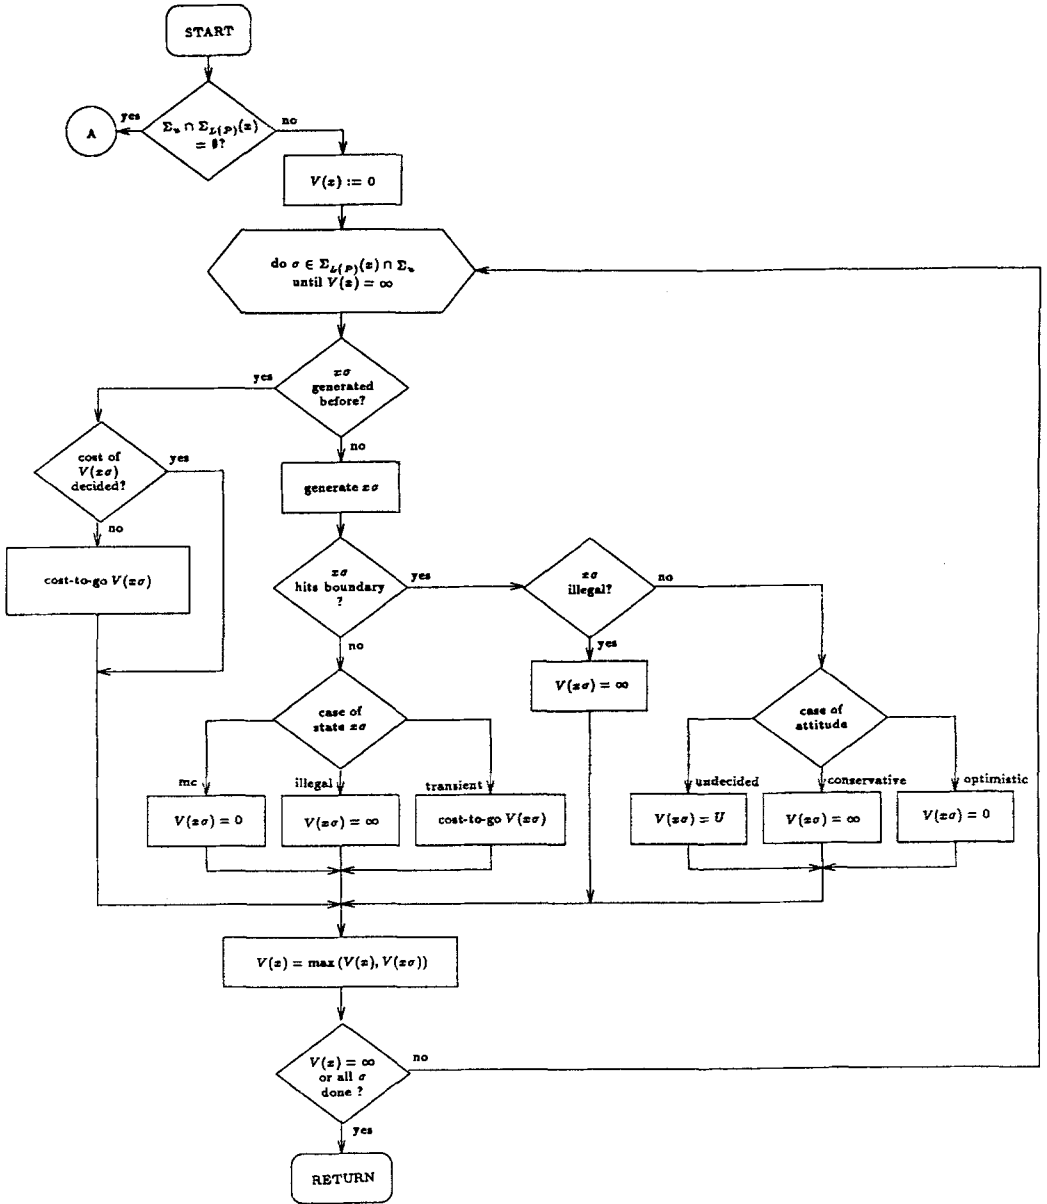 START
A
yes
Σ_u ∩ Σ_{L(P)}(x)
= ∅?
no
V(x) := 0
do σ ∈ Σ_{L(P)}(x) ∩ Σ_u
until V(x) = ∞
yes
xσ
generated
before?
no
cost of
V(xσ)
decided?
yes
no
generate xσ
cost-to-go V(xσ)
xσ
hits boundary
?
yes
no
xσ
illegal?
no
yes
V(xσ) = ∞
case of
state xσ
case of
attitude
mc
illegal
transient
undecided
conservative
optimistic
V(xσ) = 0
V(xσ) = ∞
cost-to-go V(xσ)
V(xσ) = U
V(xσ) = ∞
V(xσ) = 0
V(x) = max (V(x), V(xσ))
V(x) = ∞
or all σ
done ?
no
yes
RETURN